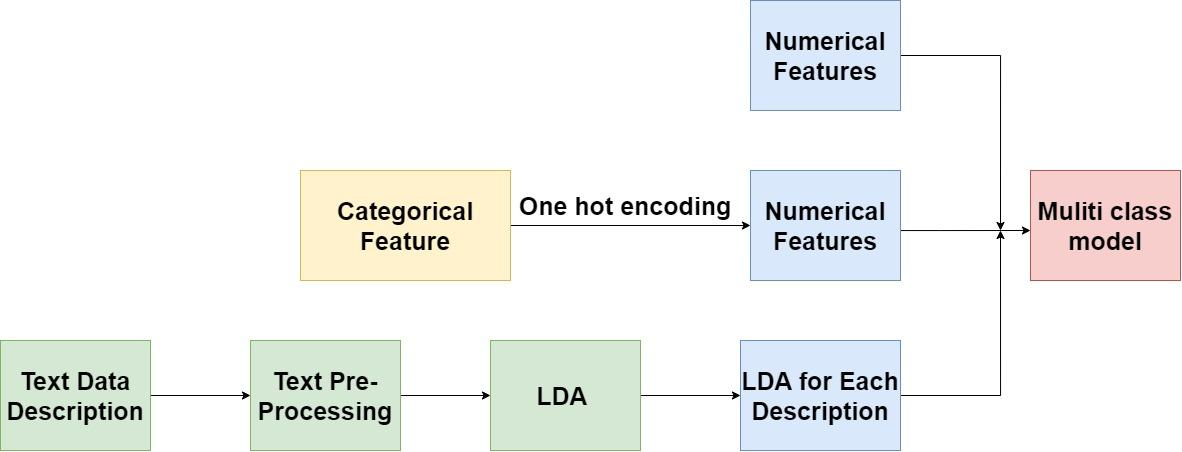 Numerical
Features
Categorical
Feature
One hot encoding
Numerical
Features
Muliti class
model
Text Data
Description
Text Pre-
Processing
LDA
LDA for Each
Description